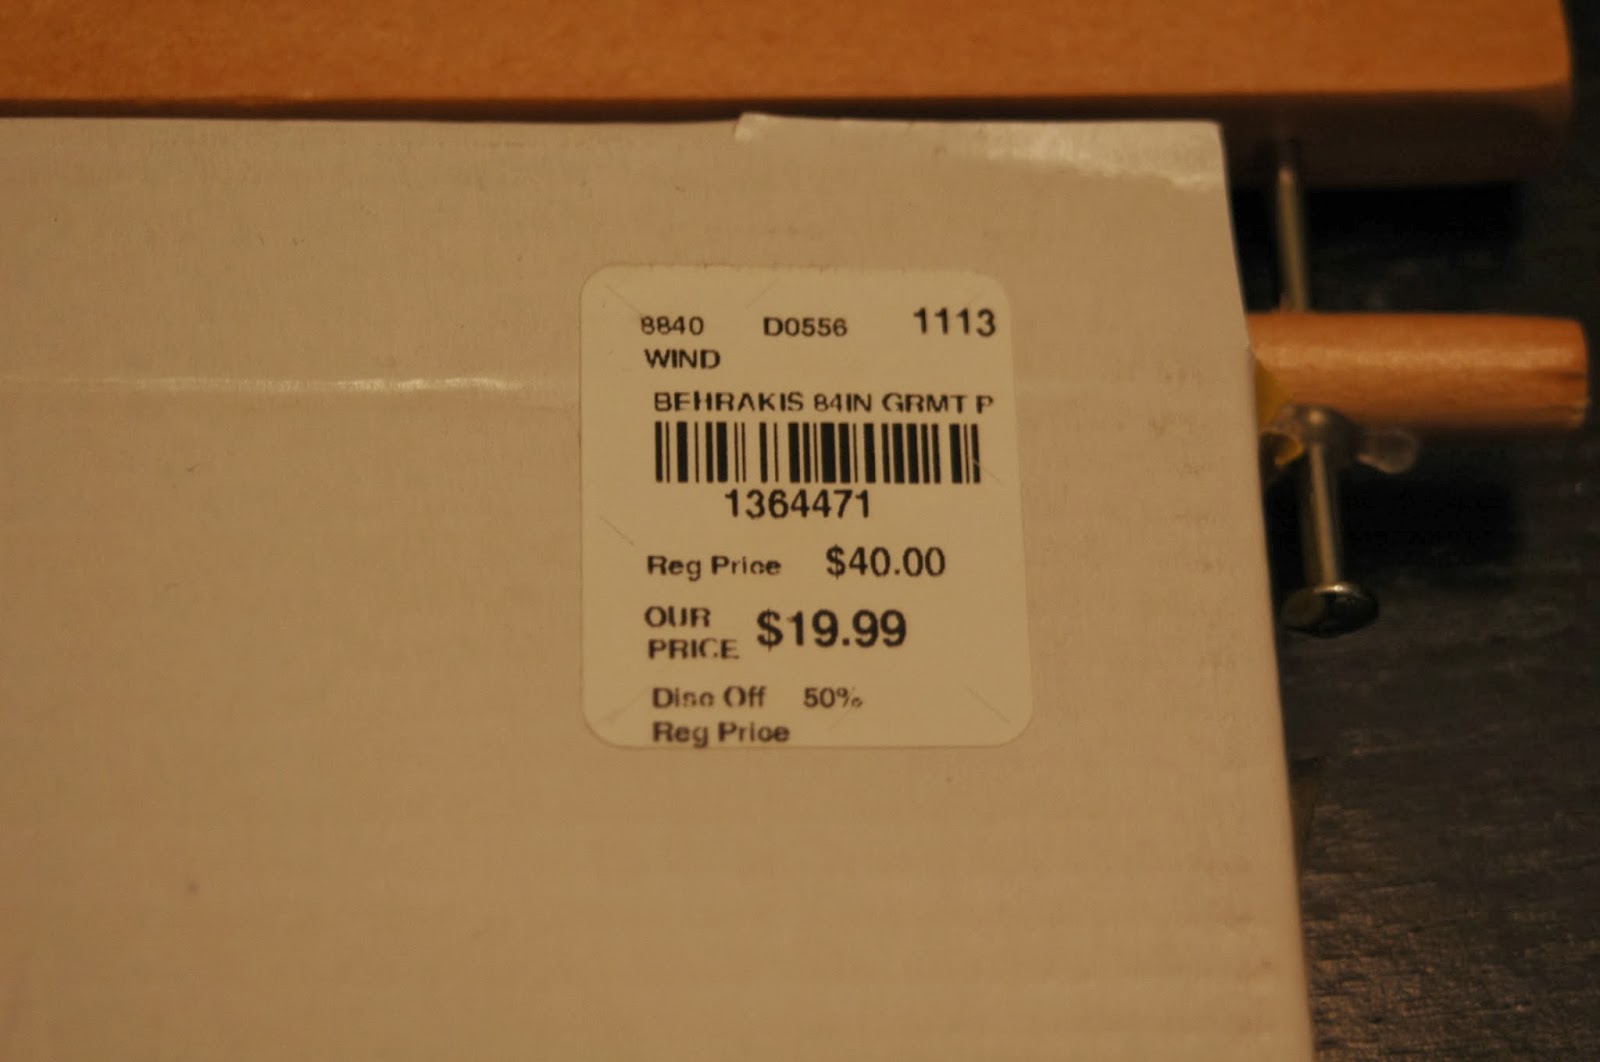 8840 D0556 1113
WIND
BEHRAKIS 84IN GRMT P
1364471
Reg Price $40.00
OUR PRICE $19.99
Disc Off 50%
Reg Price